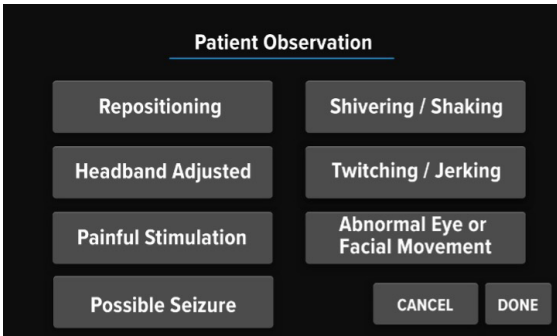 Patient Observation
Repositioning
Shivering / Shaking
Headband Adjusted
Twitching / Jerking
Painful Stimulation
Abnormal Eye or
Facial Movement
Possible Seizure
CANCEL
DONE